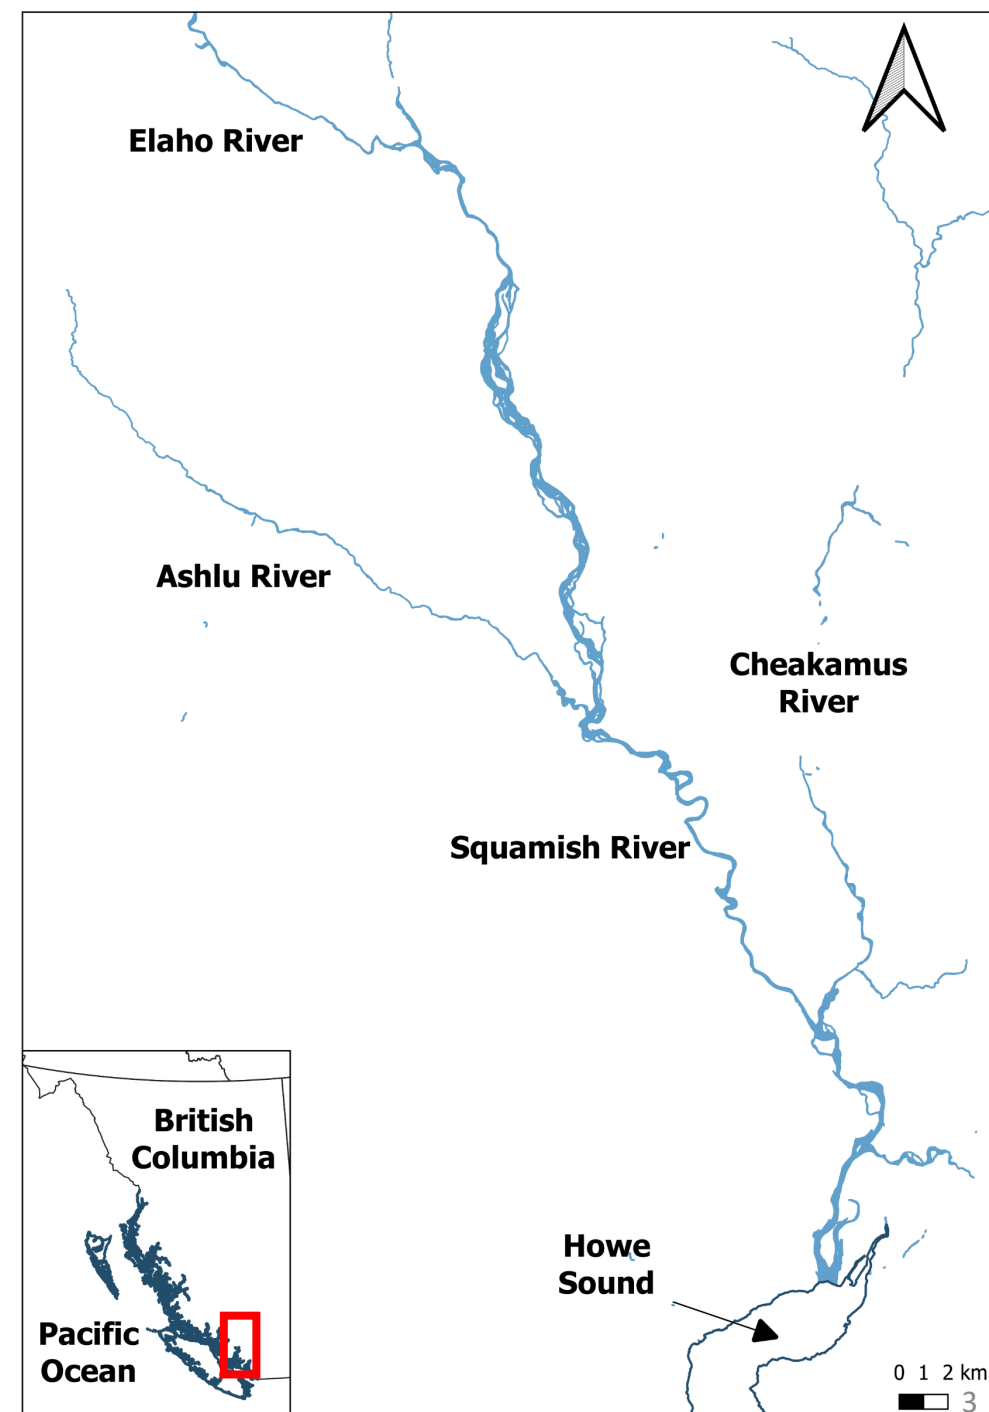 Elaho River
Ashlu River
Cheakamus
River
Squamish River
British
Columbia
Howe
Sound
Pacific
Ocean
0 1 2 km
3